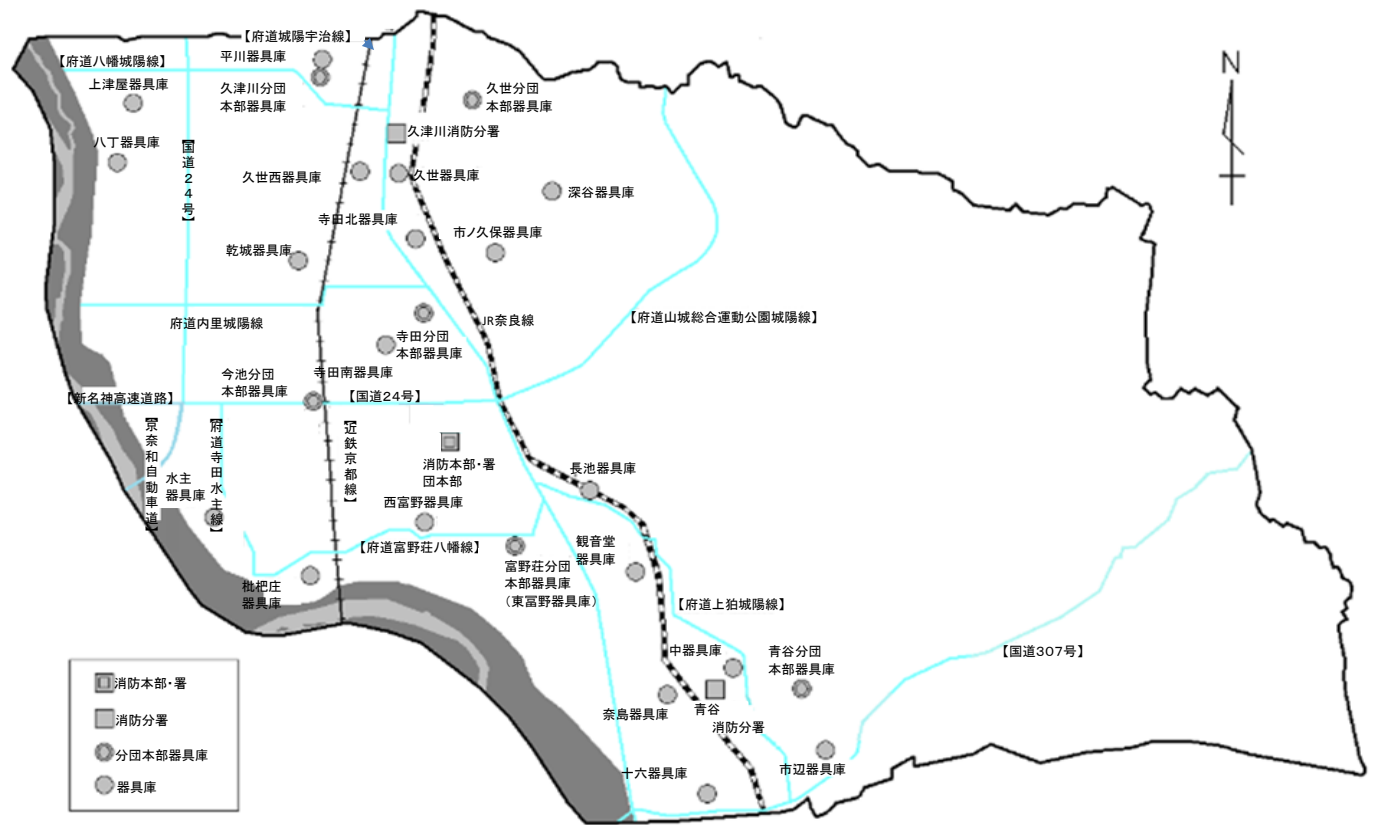 【府道城陽宇治線】
平川器具庫
【府道八幡城陽線】
上津屋器具庫
久津川分団
本部器具庫
久世分団
本部器具庫
N
久津川消防分署
八丁器具庫
【国道24号】
久世西器具庫
久世器具庫
深谷器具庫
寺田北器具庫
市ノ久保器具庫
乾城器具庫
府道内里城陽線
JR奈良線
【府道山城総合運動公園城陽線】
寺田分団
本部器具庫
寺田南器具庫
今池分団
本部器具庫
【新名神高速道路】
【国道24号】
【京奈和自動車道】
【府道寺田水主線】
【近鉄京都線】
消防本部・署
団本部
長池器具庫
水主
器具庫
西富野器具庫
【府道富野荘八幡線】
観音堂
器具庫
富野荘分団
本部器具庫
（東富野器具庫）
枇杷庄
器具庫
【府道上狛城陽線】
中器具庫
青谷分団
本部器具庫
【国道307号】
奈島器具庫
青谷
消防分署
十六器具庫
市辺器具庫
消防本部・署
消防分署
分団本部器具庫
器具庫